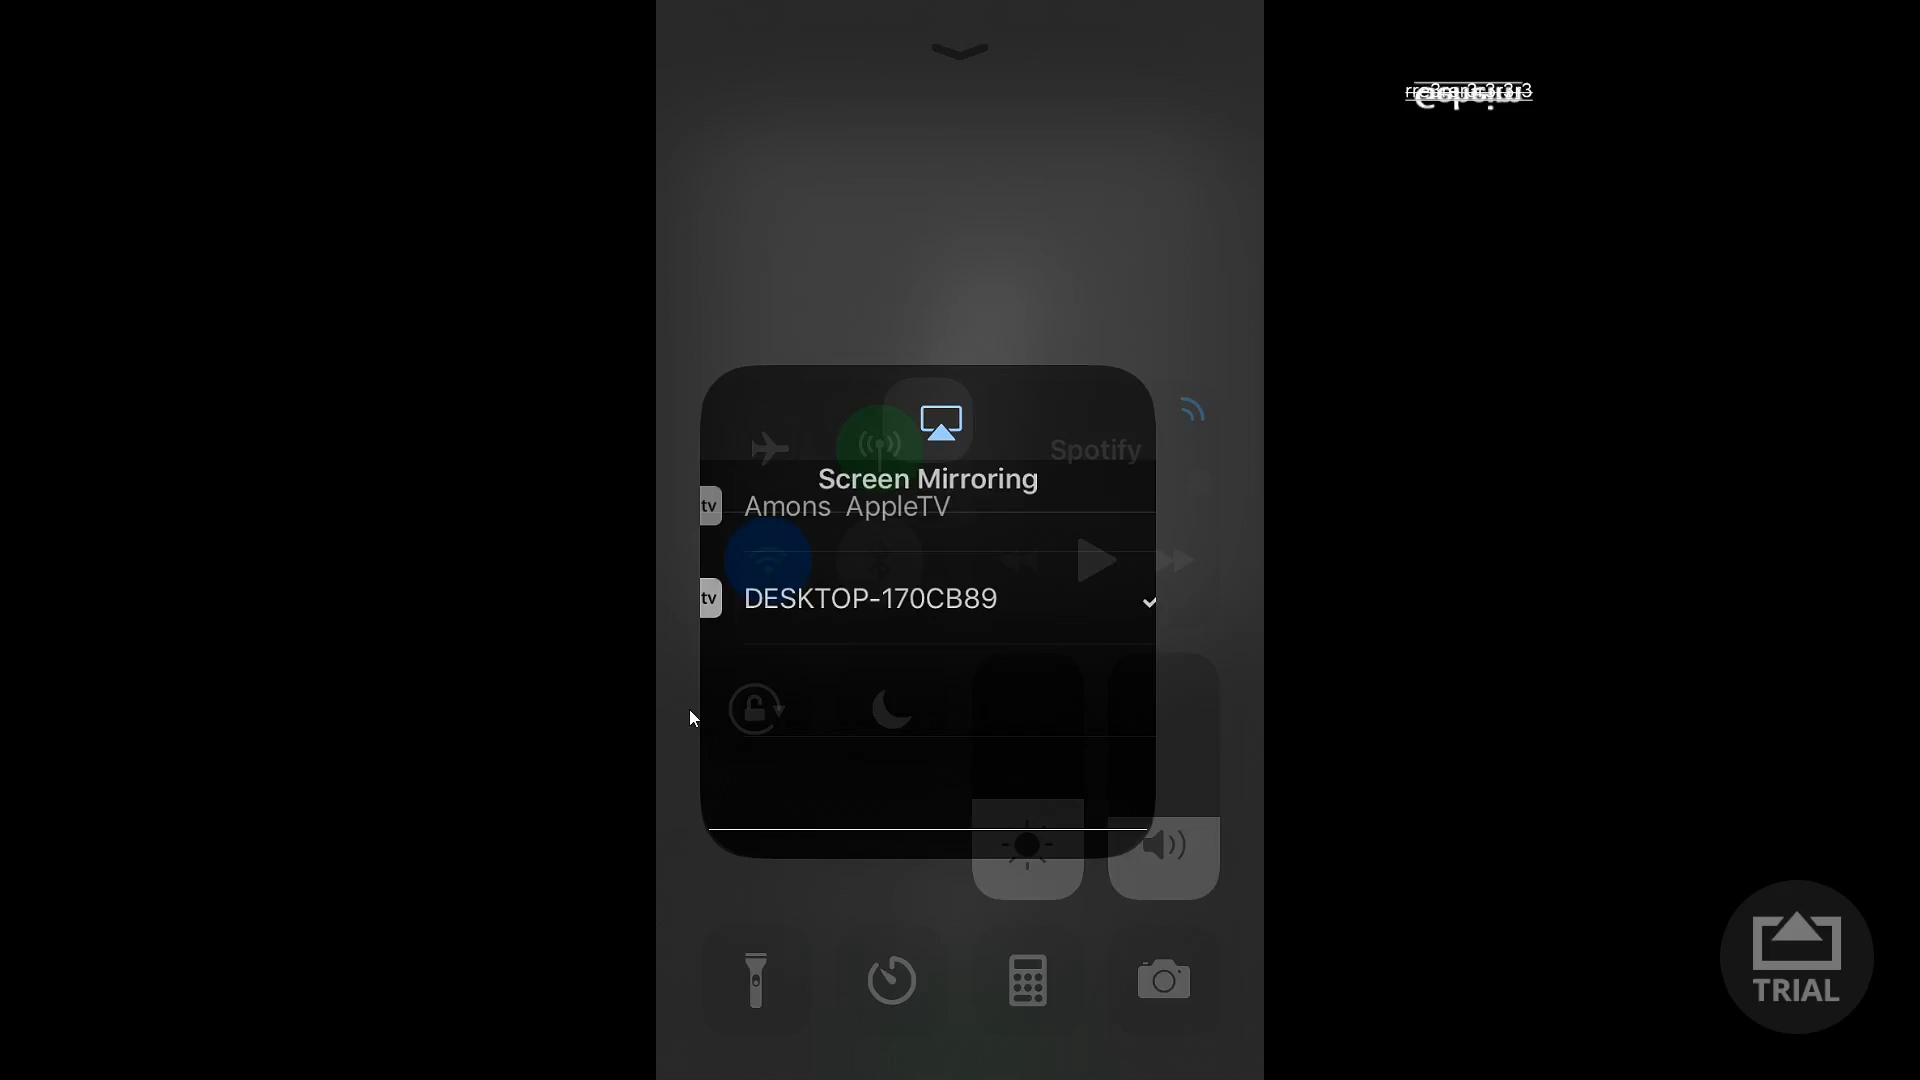 Spotify
Screen Mirroring
tv Amons AppleTV
tv DESKTOP-170CB89
TRIAL